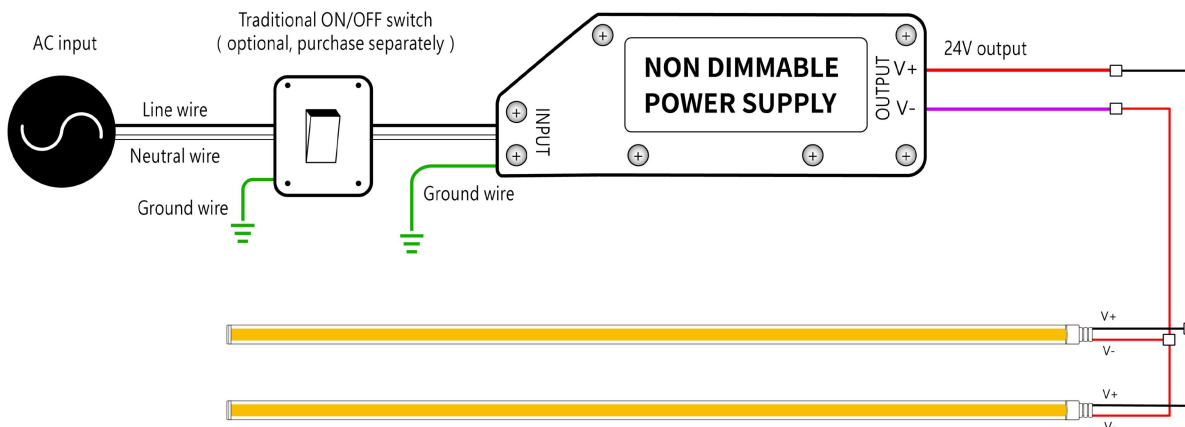 AC input
Traditional ON/OFF switch
( optional, purchase separately )
Line wire
Neutral wire
Ground wire
Ground wire
INPUT
NON DIMMABLE
POWER SUPPLY
OUTPUT
V+
V-
24V output
V+
V-
V+
V-